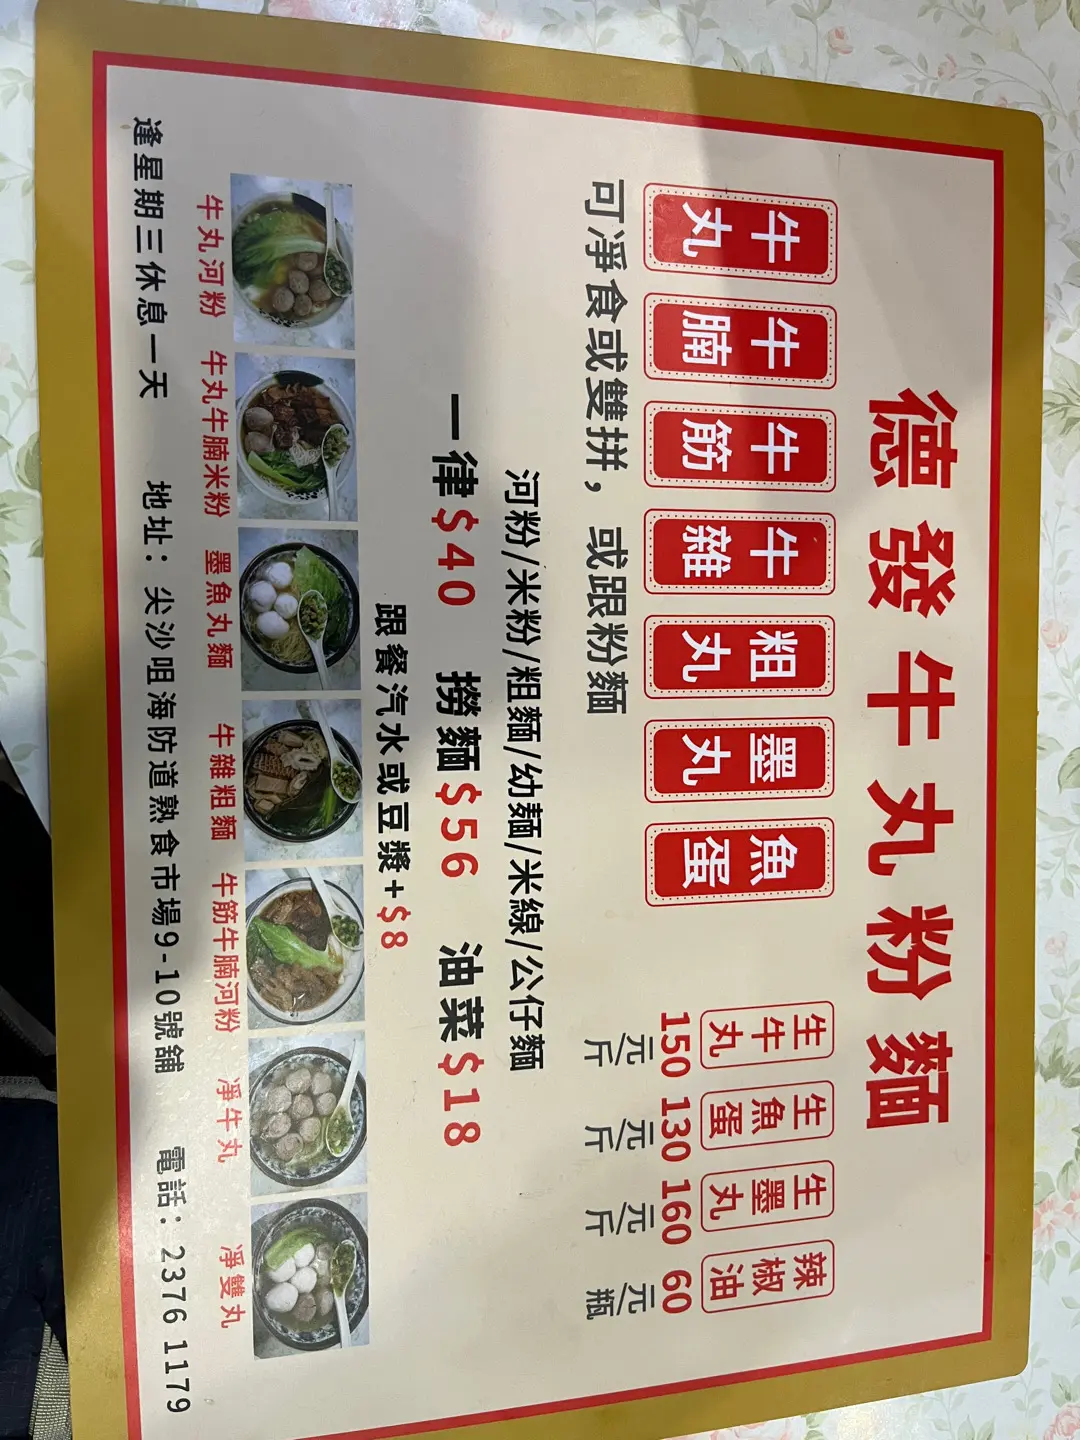 德發牛丸粉麵
牛丸 牛腩 牛筋 牛雜 粗丸 墨丸 魚蛋
生牛丸 生魚蛋 生墨丸 辣椒油
150元/斤 130元/斤 160元/斤 60元/瓶
可凈食或雙拼，或跟粉麵
河粉/米粉/粗麵/幼麵/米線/公仔麵
一律$40 撈麵$56 油菜$18
跟餐汽水或豆漿+$8
牛丸河粉 牛丸牛腩米粉 墨魚丸麵 牛雜粗麵 牛筋牛腩河粉 凈牛丸 凈雙丸
逢星期三休息一天 地址：尖沙咀海防道熟食市場9-10號舖 電話：2376 1179